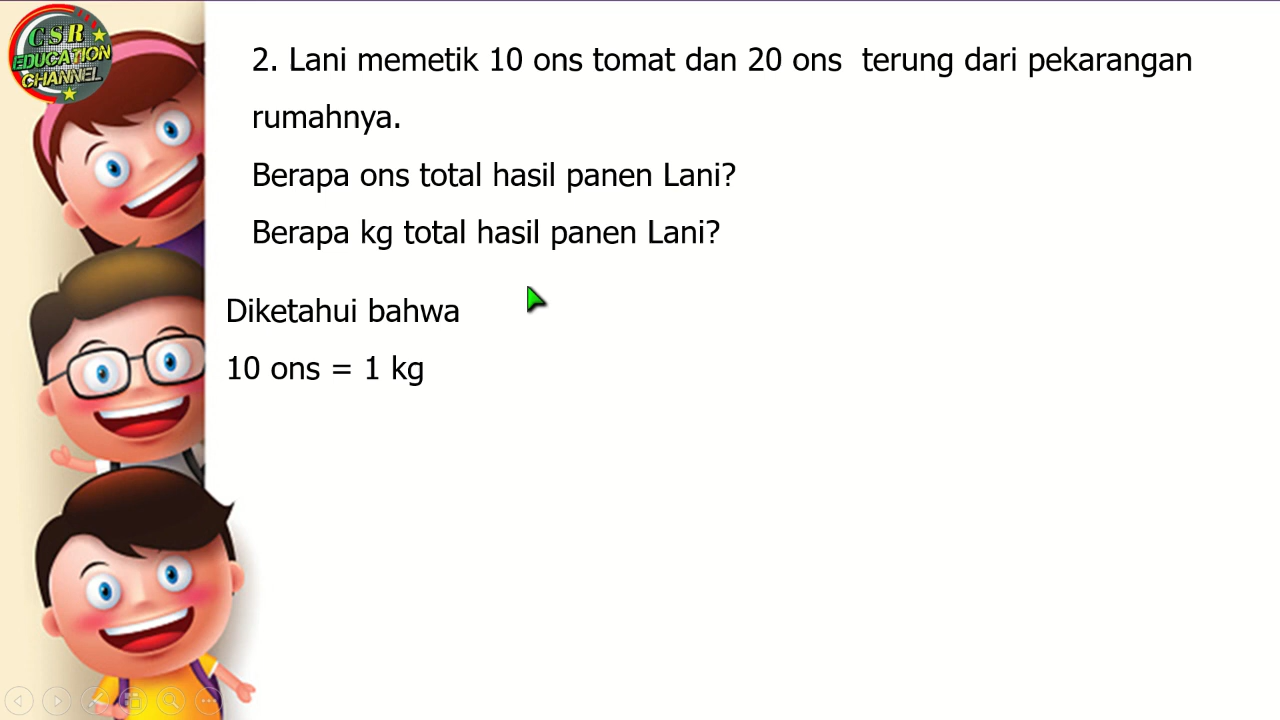 CSR
EDUCATION
CHANNEL
2. Lani memetik 10 ons tomat dan 20 ons terung dari pekarangan
rumahnya.
Berapa ons total hasil panen Lani?
Berapa kg total hasil panen Lani?
Diketahui bahwa
10 ons = 1 kg